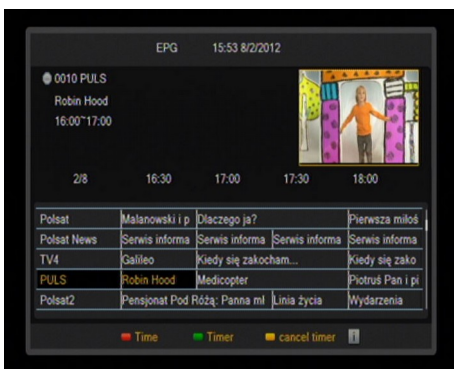 EPG 15:53 8/2/2012
0010 PULS
Robin Hood
16:00~17:00
2/8 16:30 17:00 17:30 18:00
Polsat Malanowski i p Dlaczego ja? Pierwsza miłoś
Polsat News Serwis informa Serwis informa Serwis informa Serwis informa
TV4 Galileo Kiedy się zakocham... Kiedy się zako
PULS Robin Hood Medicopter Piotruś Pan i pi
Polsat2 Pensjonat Pod Różą: Panna mł Linia życia Wydarzenia
Time Timer cancel timer i